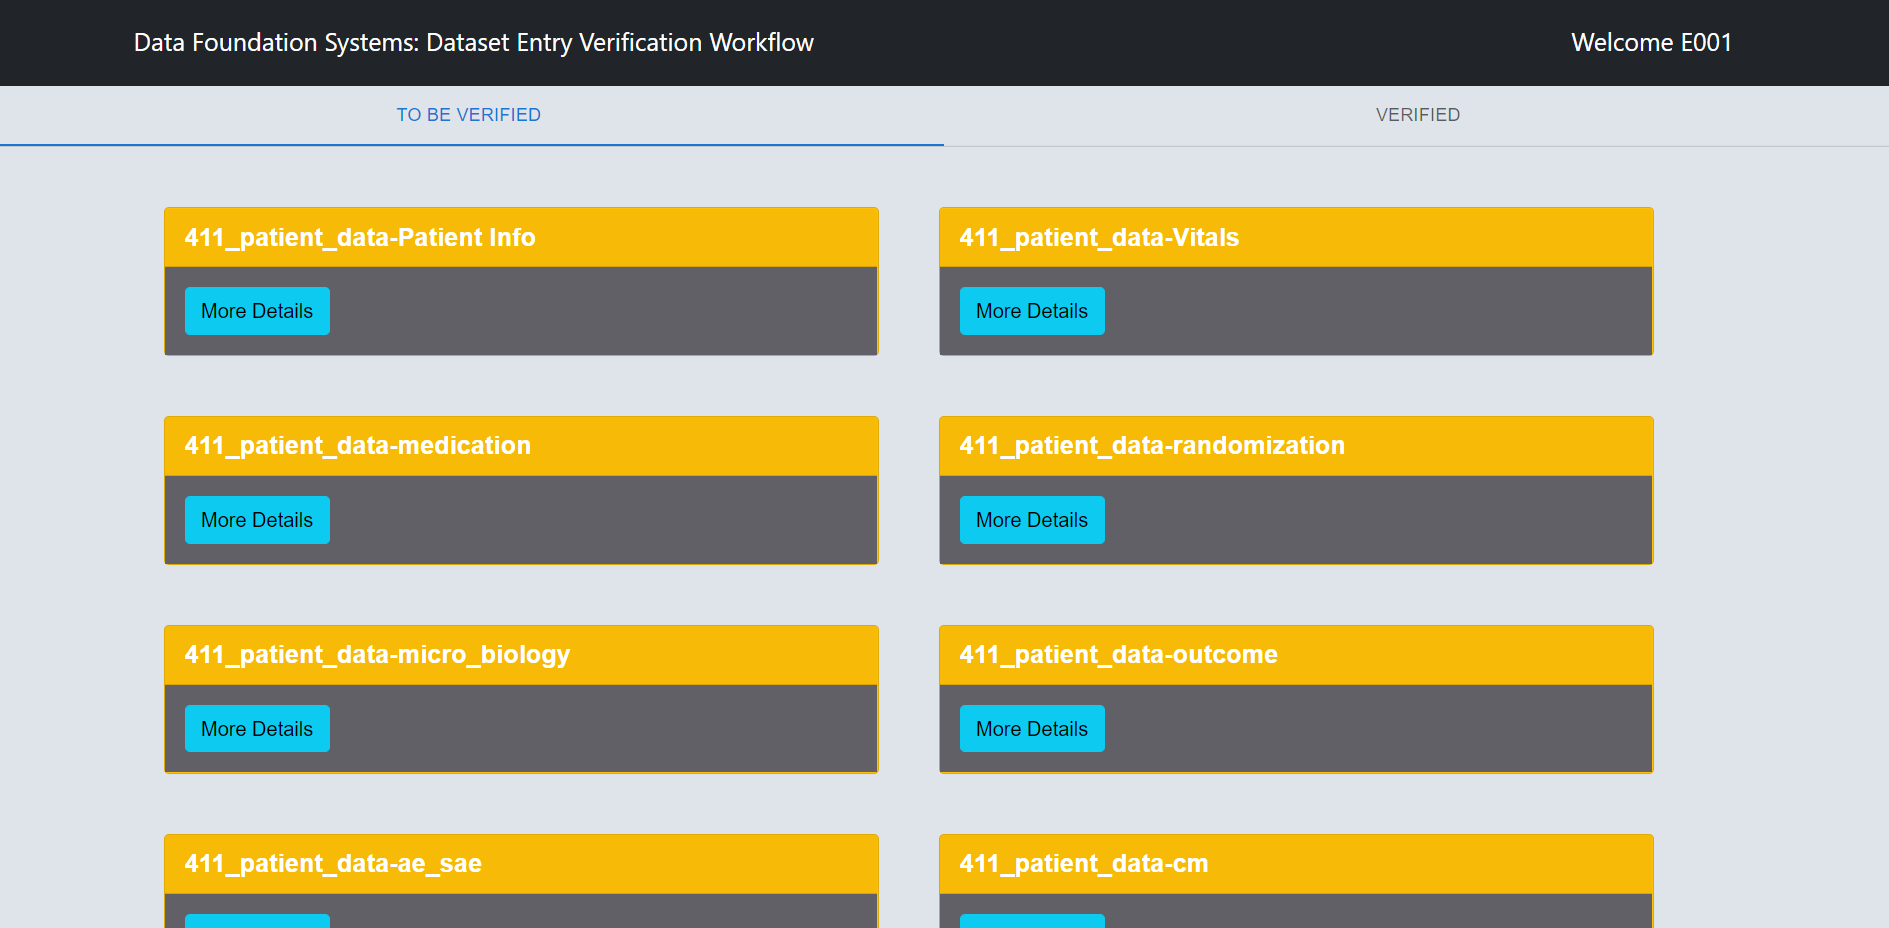 Data Foundation Systems: Dataset Entry Verification Workflow
Welcome E001
TO BE VERIFIED
VERIFIED
411_patient_data-Patient Info
More Details
411_patient_data-Vitals
More Details
411_patient_data-medication
More Details
411_patient_data-randomization
More Details
411_patient_data-micro_biology
More Details
411_patient_data-outcome
More Details
411_patient_data-ae_sae
411_patient_data-cm